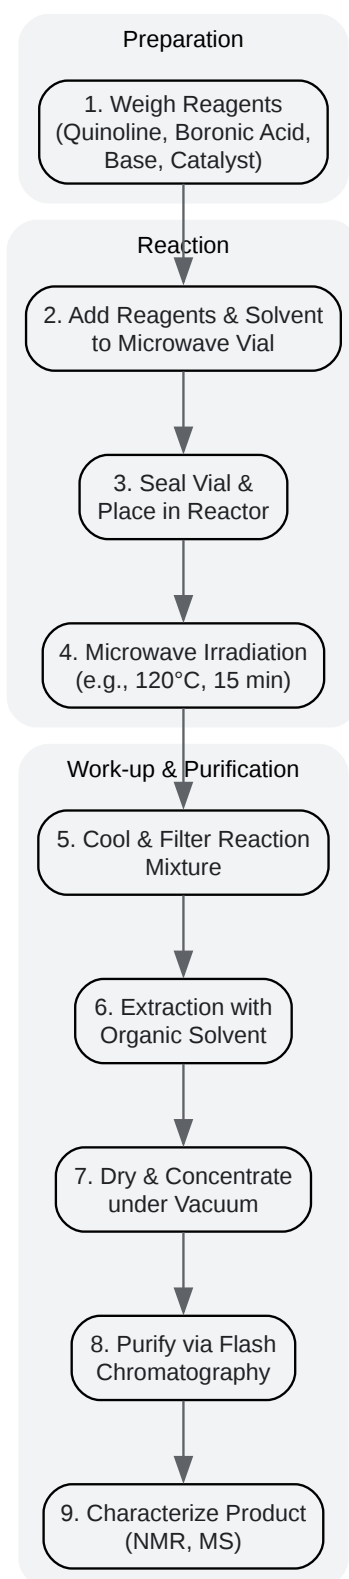 Preparation
1. Weigh Reagents
(Quinoline, Boronic Acid,
Base, Catalyst)
Reaction
2. Add Reagents & Solvent
to Microwave Vial
3. Seal Vial &
Place in Reactor
4. Microwave Irradiation
(e.g., 120°C, 15 min)
Work-up & Purification
5. Cool & Filter Reaction
Mixture
6. Extraction with
Organic Solvent
7. Dry & Concentrate
under Vacuum
8. Purify via Flash
Chromatography
9. Characterize Product
(NMR, MS)